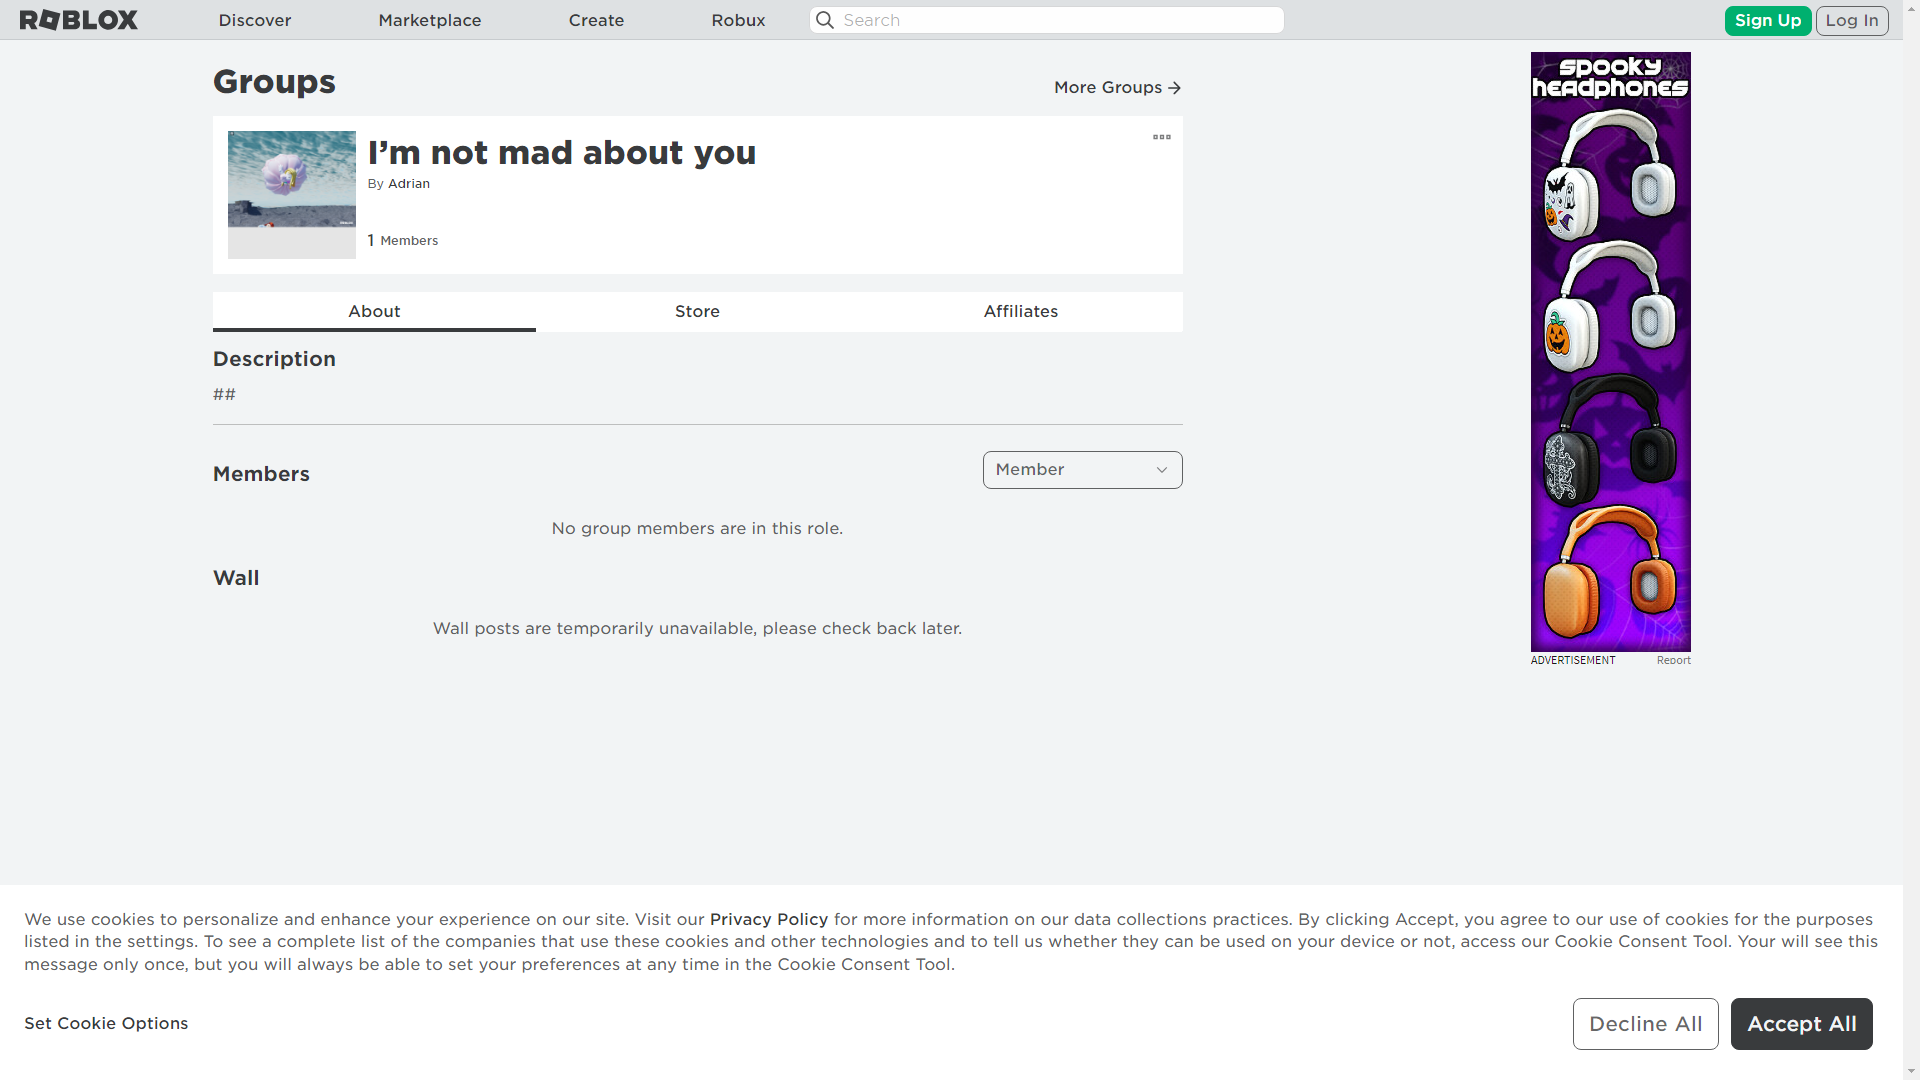 ROBLOX
Discover
Marketplace
Create
Robux
Search
Sign Up
Log In
Groups
More Groups
I’m not mad about you
By Adrian
1 Members
About
Store
Affiliates
Description
##
Members
Member
No group members are in this role.
Wall
Wall posts are temporarily unavailable, please check back later.
spooky
headphones
ADVERTISEMENT
Report
We use cookies to personalize and enhance your experience on our site. Visit our Privacy Policy for more information on our data collections practices. By clicking Accept, you agree to our use of cookies for the purposes
listed in the settings. To see a complete list of the companies that use these cookies and other technologies and to tell us whether they can be used on your device or not, access our Cookie Consent Tool. Your will see this
message only once, but you will always be able to set your preferences at any time in the Cookie Consent Tool.
Set Cookie Options
Decline All
Accept All